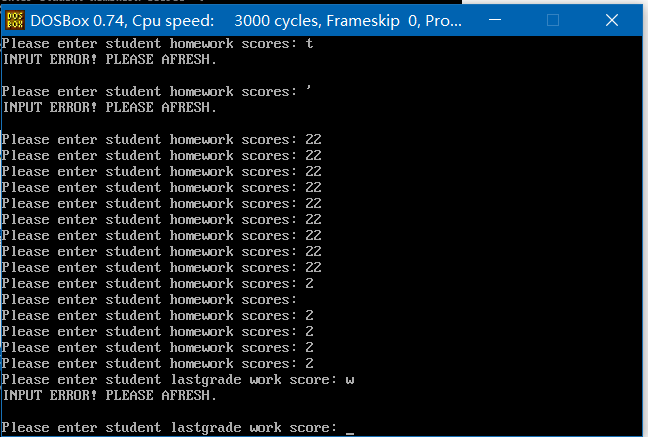 DOSBox 0.74, Cpu speed: 3000 cycles, Frameskip 0, Pro...
Please enter student homework scores: t
INPUT ERROR! PLEASE AFRESH.
Please enter student homework scores: '
INPUT ERROR! PLEASE AFRESH.
Please enter student homework scores: 22
Please enter student homework scores: 22
Please enter student homework scores: 22
Please enter student homework scores: 22
Please enter student homework scores: 22
Please enter student homework scores: 22
Please enter student homework scores: 22
Please enter student homework scores: 22
Please enter student homework scores: 22
Please enter student homework scores: 2
Please enter student homework scores:
Please enter student homework scores: 2
Please enter student homework scores: 2
Please enter student homework scores: 2
Please enter student homework scores: 2
Please enter student lastgrade work score: w
INPUT ERROR! PLEASE AFRESH.
Please enter student lastgrade work score: _